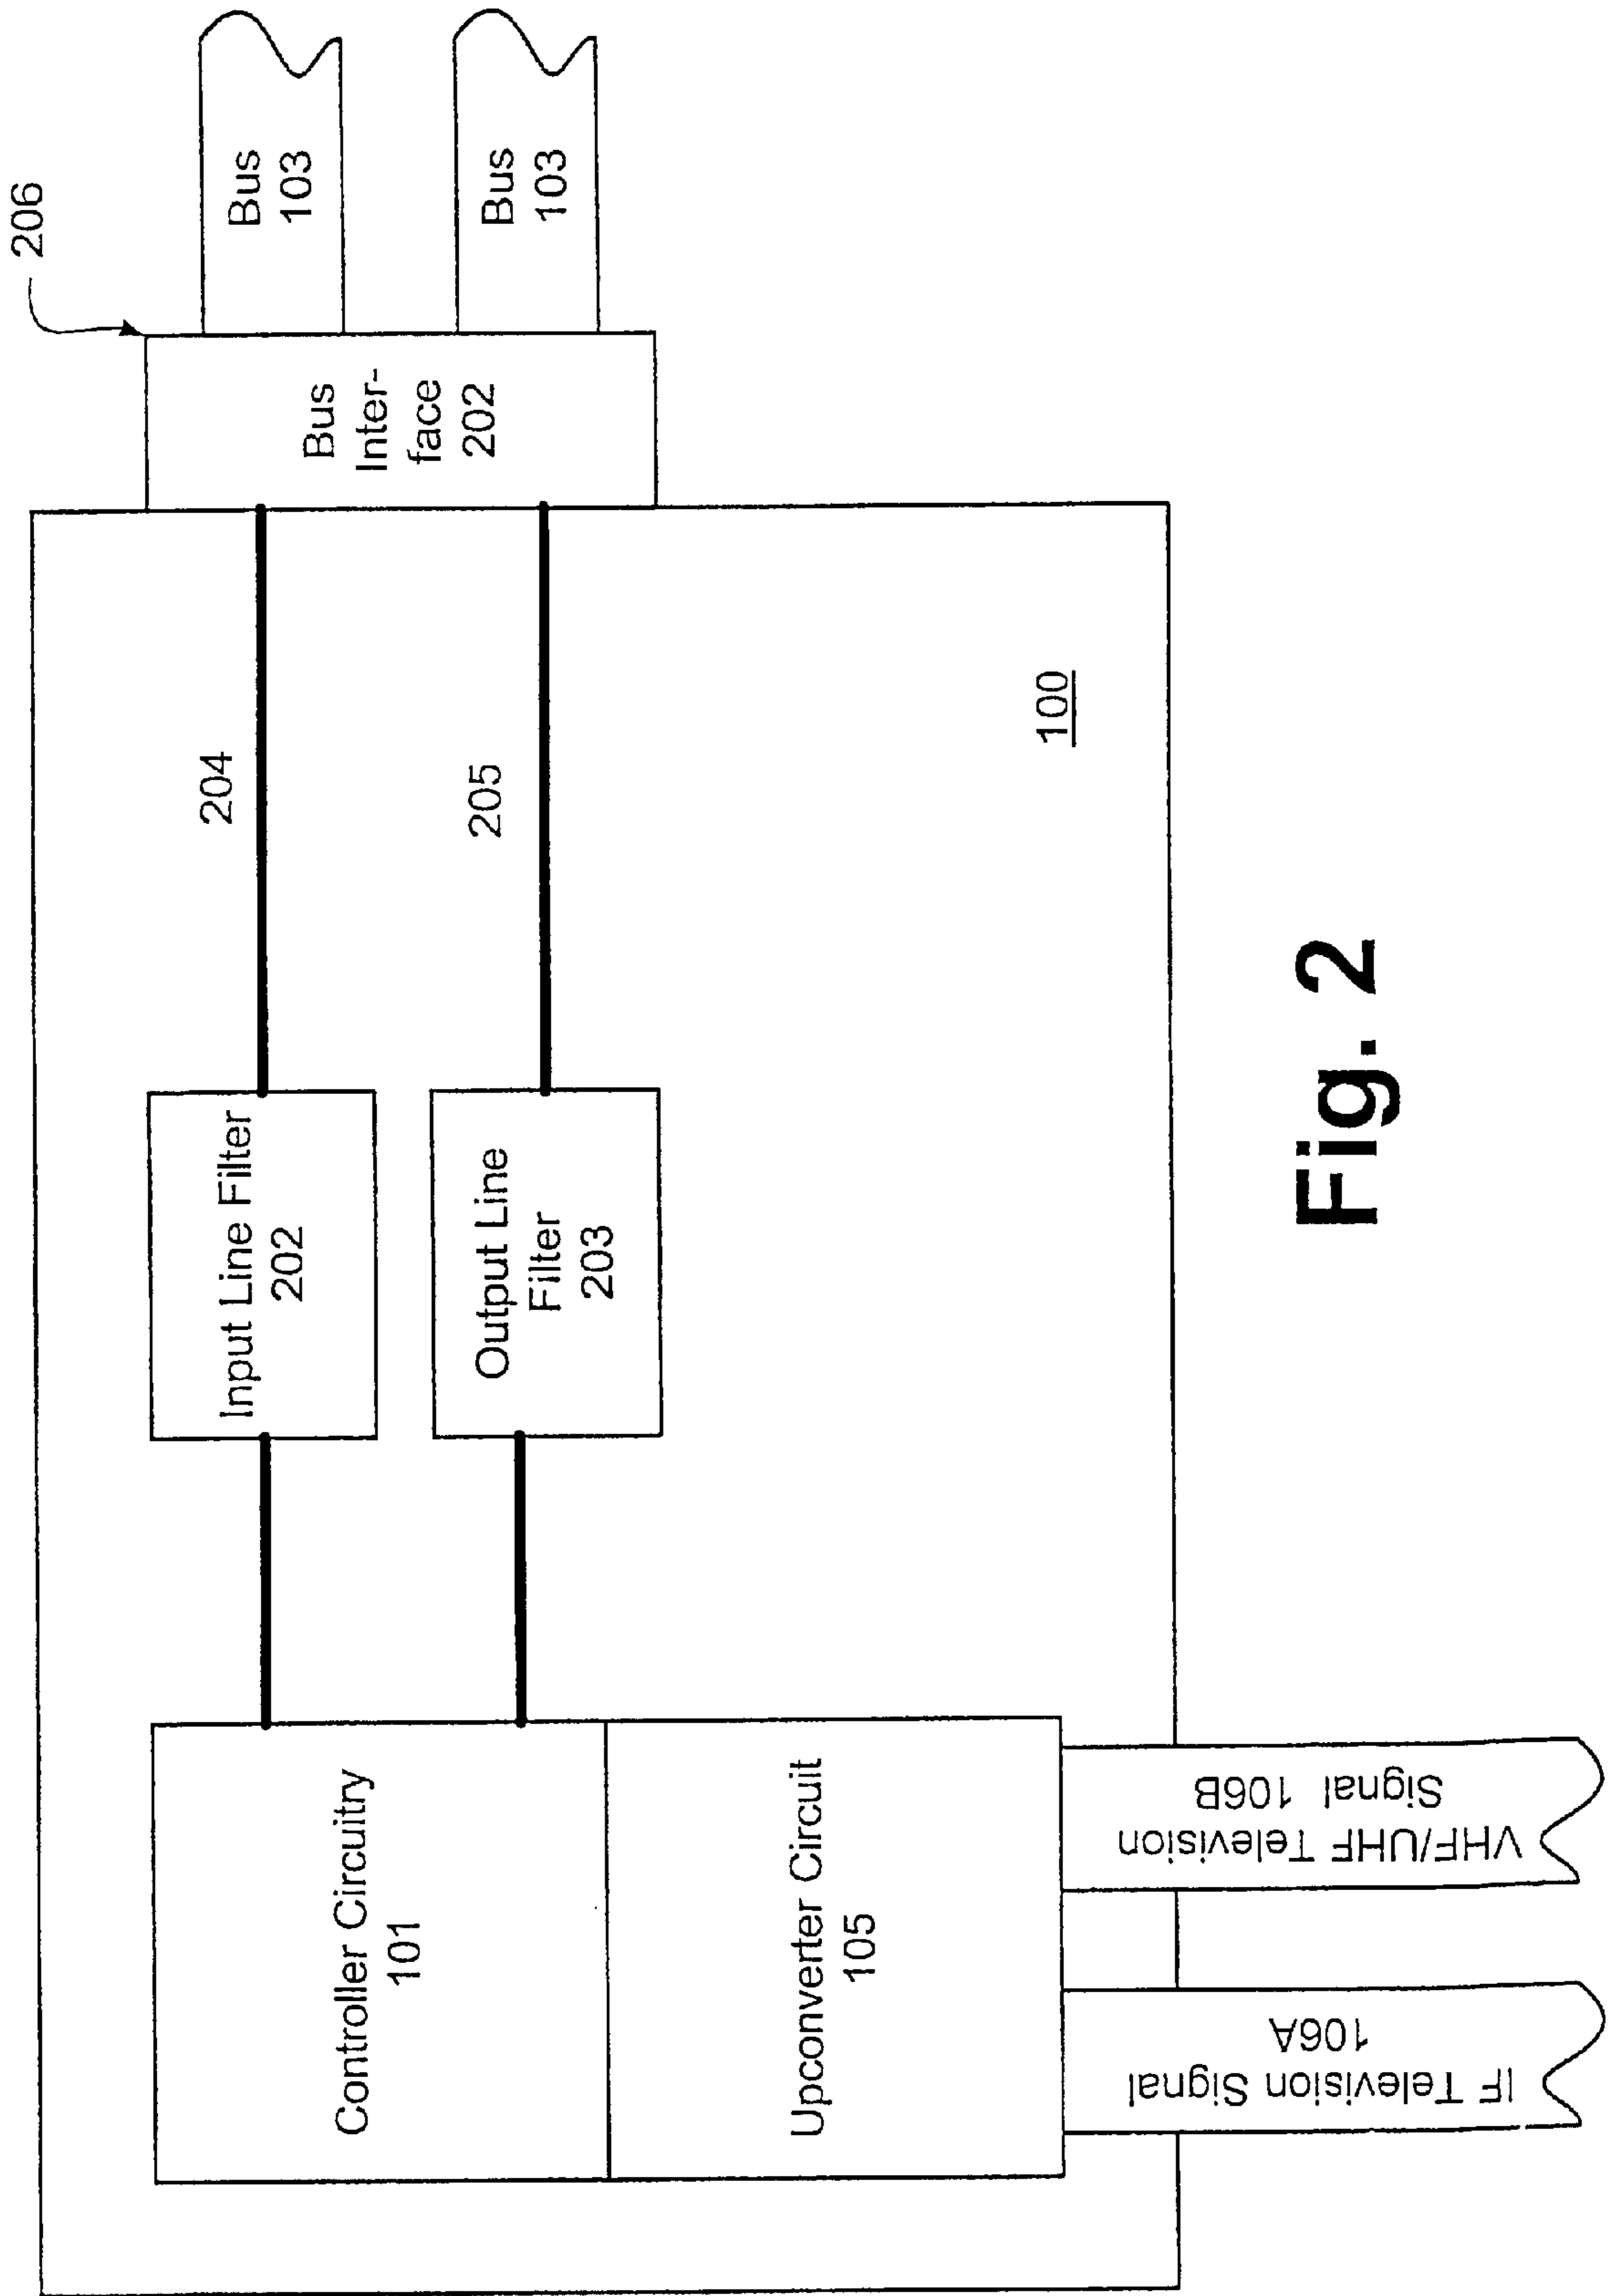 206
Bus
103
Bus
103
Bus
Inter-
face
202
204
205
Input Line Filter
202
Output Line
Filter
203
Controller Circuitry
101
Upconverter Circuit
105
100
IF Television Signal
106A
VHF/UHF Television
Signal 106B
Fig. 2